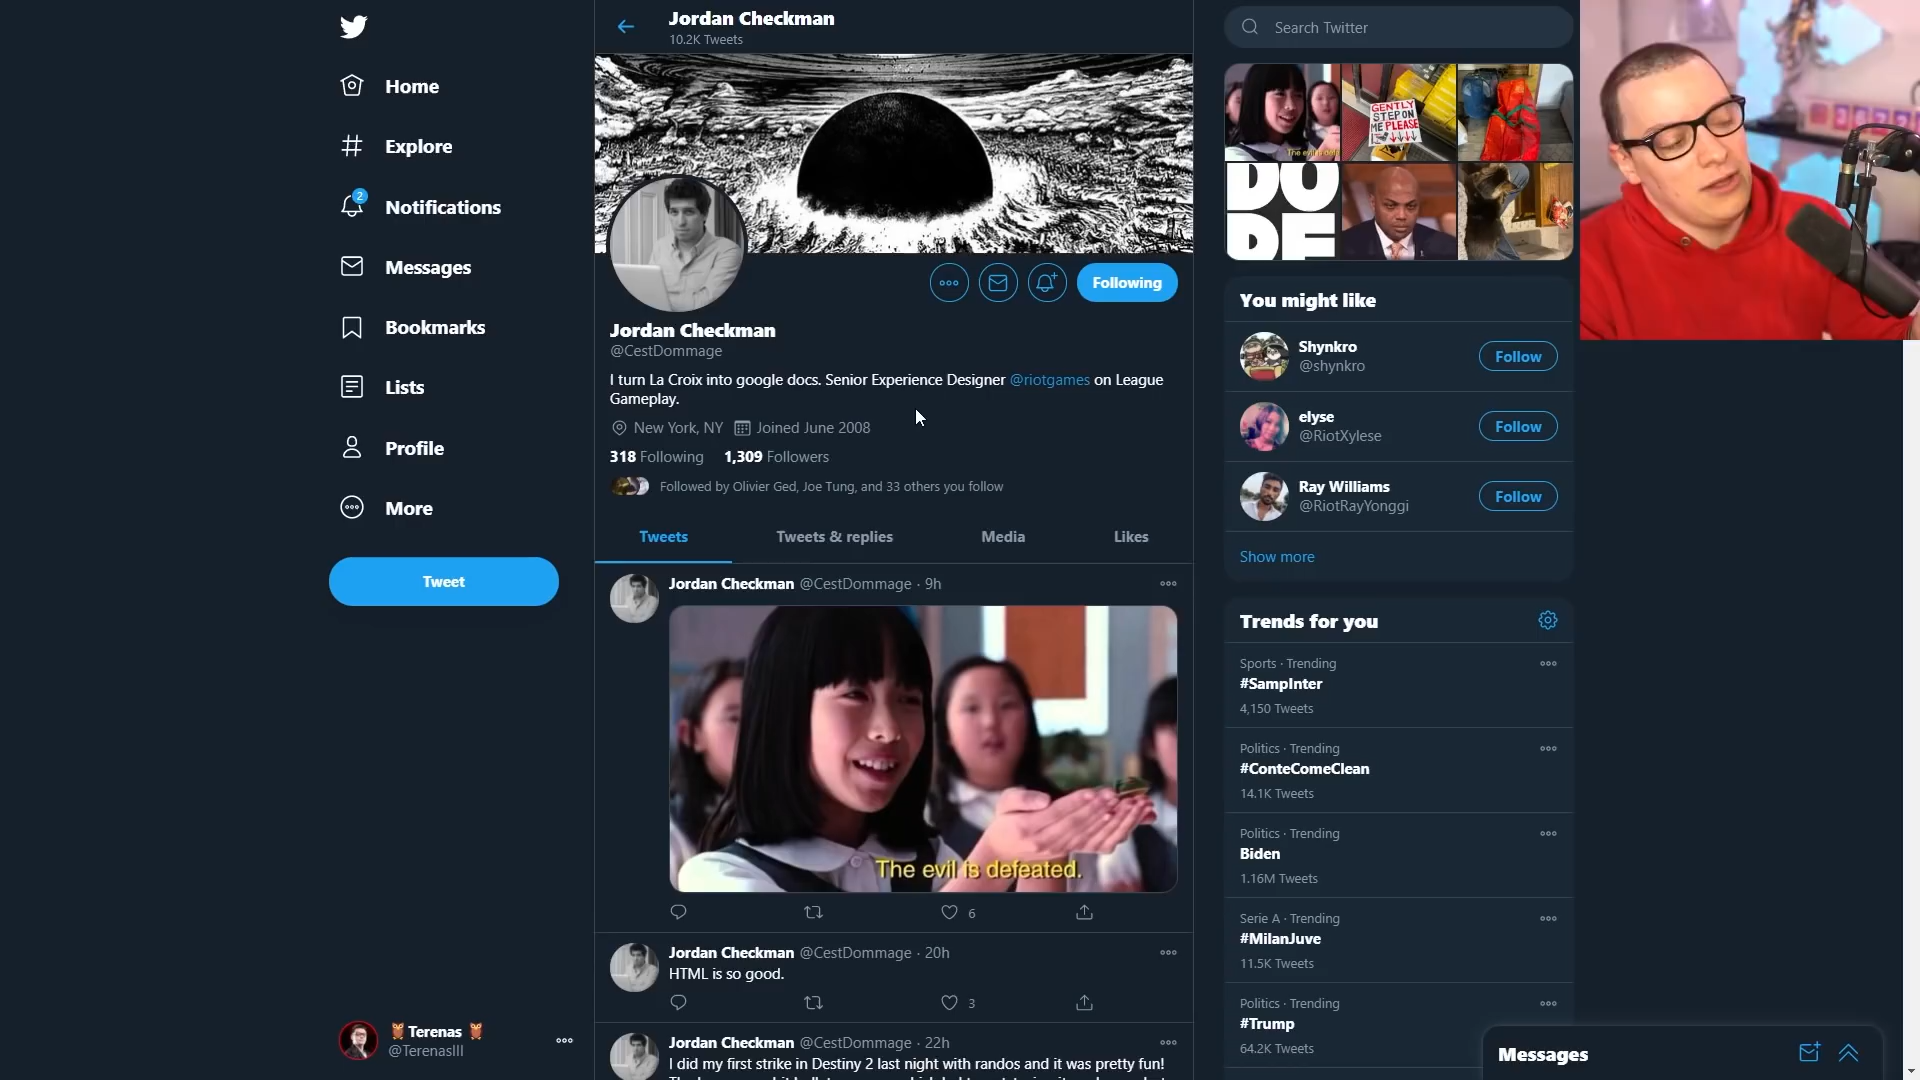 Jordan Checkman
10.2K Tweets
Home
Explore
2
Notifications
Messages
Bookmarks
Lists
Profile
More
Tweet
Terenas
@TerenasIII
Following
Jordan Checkman
@CestDommage
I turn La Croix into google docs. Senior Experience Designer @riotgames on League
Gameplay.
New York, NY Joined June 2008
318 Following 1,309 Followers
Followed by Olivier Ged, Joe Tung, and 33 others you follow
Tweets Tweets & replies Media Likes
Jordan Checkman @CestDommage · 9h
The evil is defeated.
6
Jordan Checkman @CestDommage · 20h
HTML is so good.
3
Jordan Checkman @CestDommage · 22h
I did my first strike in Destiny 2 last night with randos and it was pretty fun!
Search Twitter
The evil is defe
GENTLY
STEP ON
ME PLEASE
DO
DE
You might like
Shynkro
@shynkro
Follow
elyse
@RiotXylese
Follow
Ray Williams
@RiotRayYonggi
Follow
Show more
Trends for you
Sports · Trending
#SampInter
4,150 Tweets
Politics · Trending
#ConteComeClean
14.1K Tweets
Politics · Trending
Biden
1.16M Tweets
Serie A · Trending
#MilanJuve
11.5K Tweets
Politics · Trending
#Trump
64.2K Tweets
Messages